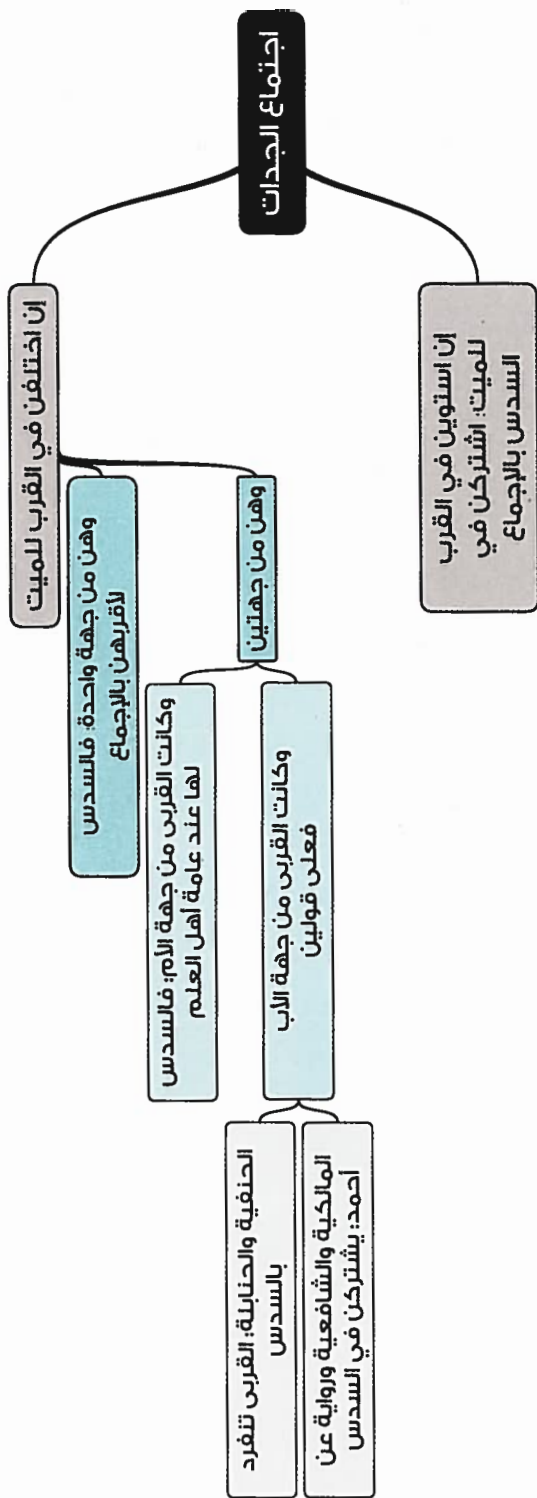 اجتماع الجدات
إن استوين في القرب
للميت: اشتركن في
السدس بالإجماع
إن اختلفن في القرب للميت
وهن من جهتين
وكانت القربى من جهة الأب
فعلى قولين
المالكية والشافعية ورواية عن
أحمد: يشتركن في السدس
الحنفية والحنابلة: القربى تنفرد
بالسدس
وكانت القربى من جهة الأم: فالسدس
لها عند عامة أهل العلم
وهن من جهة واحدة: فالسدس
لأقربهن بالإجماع